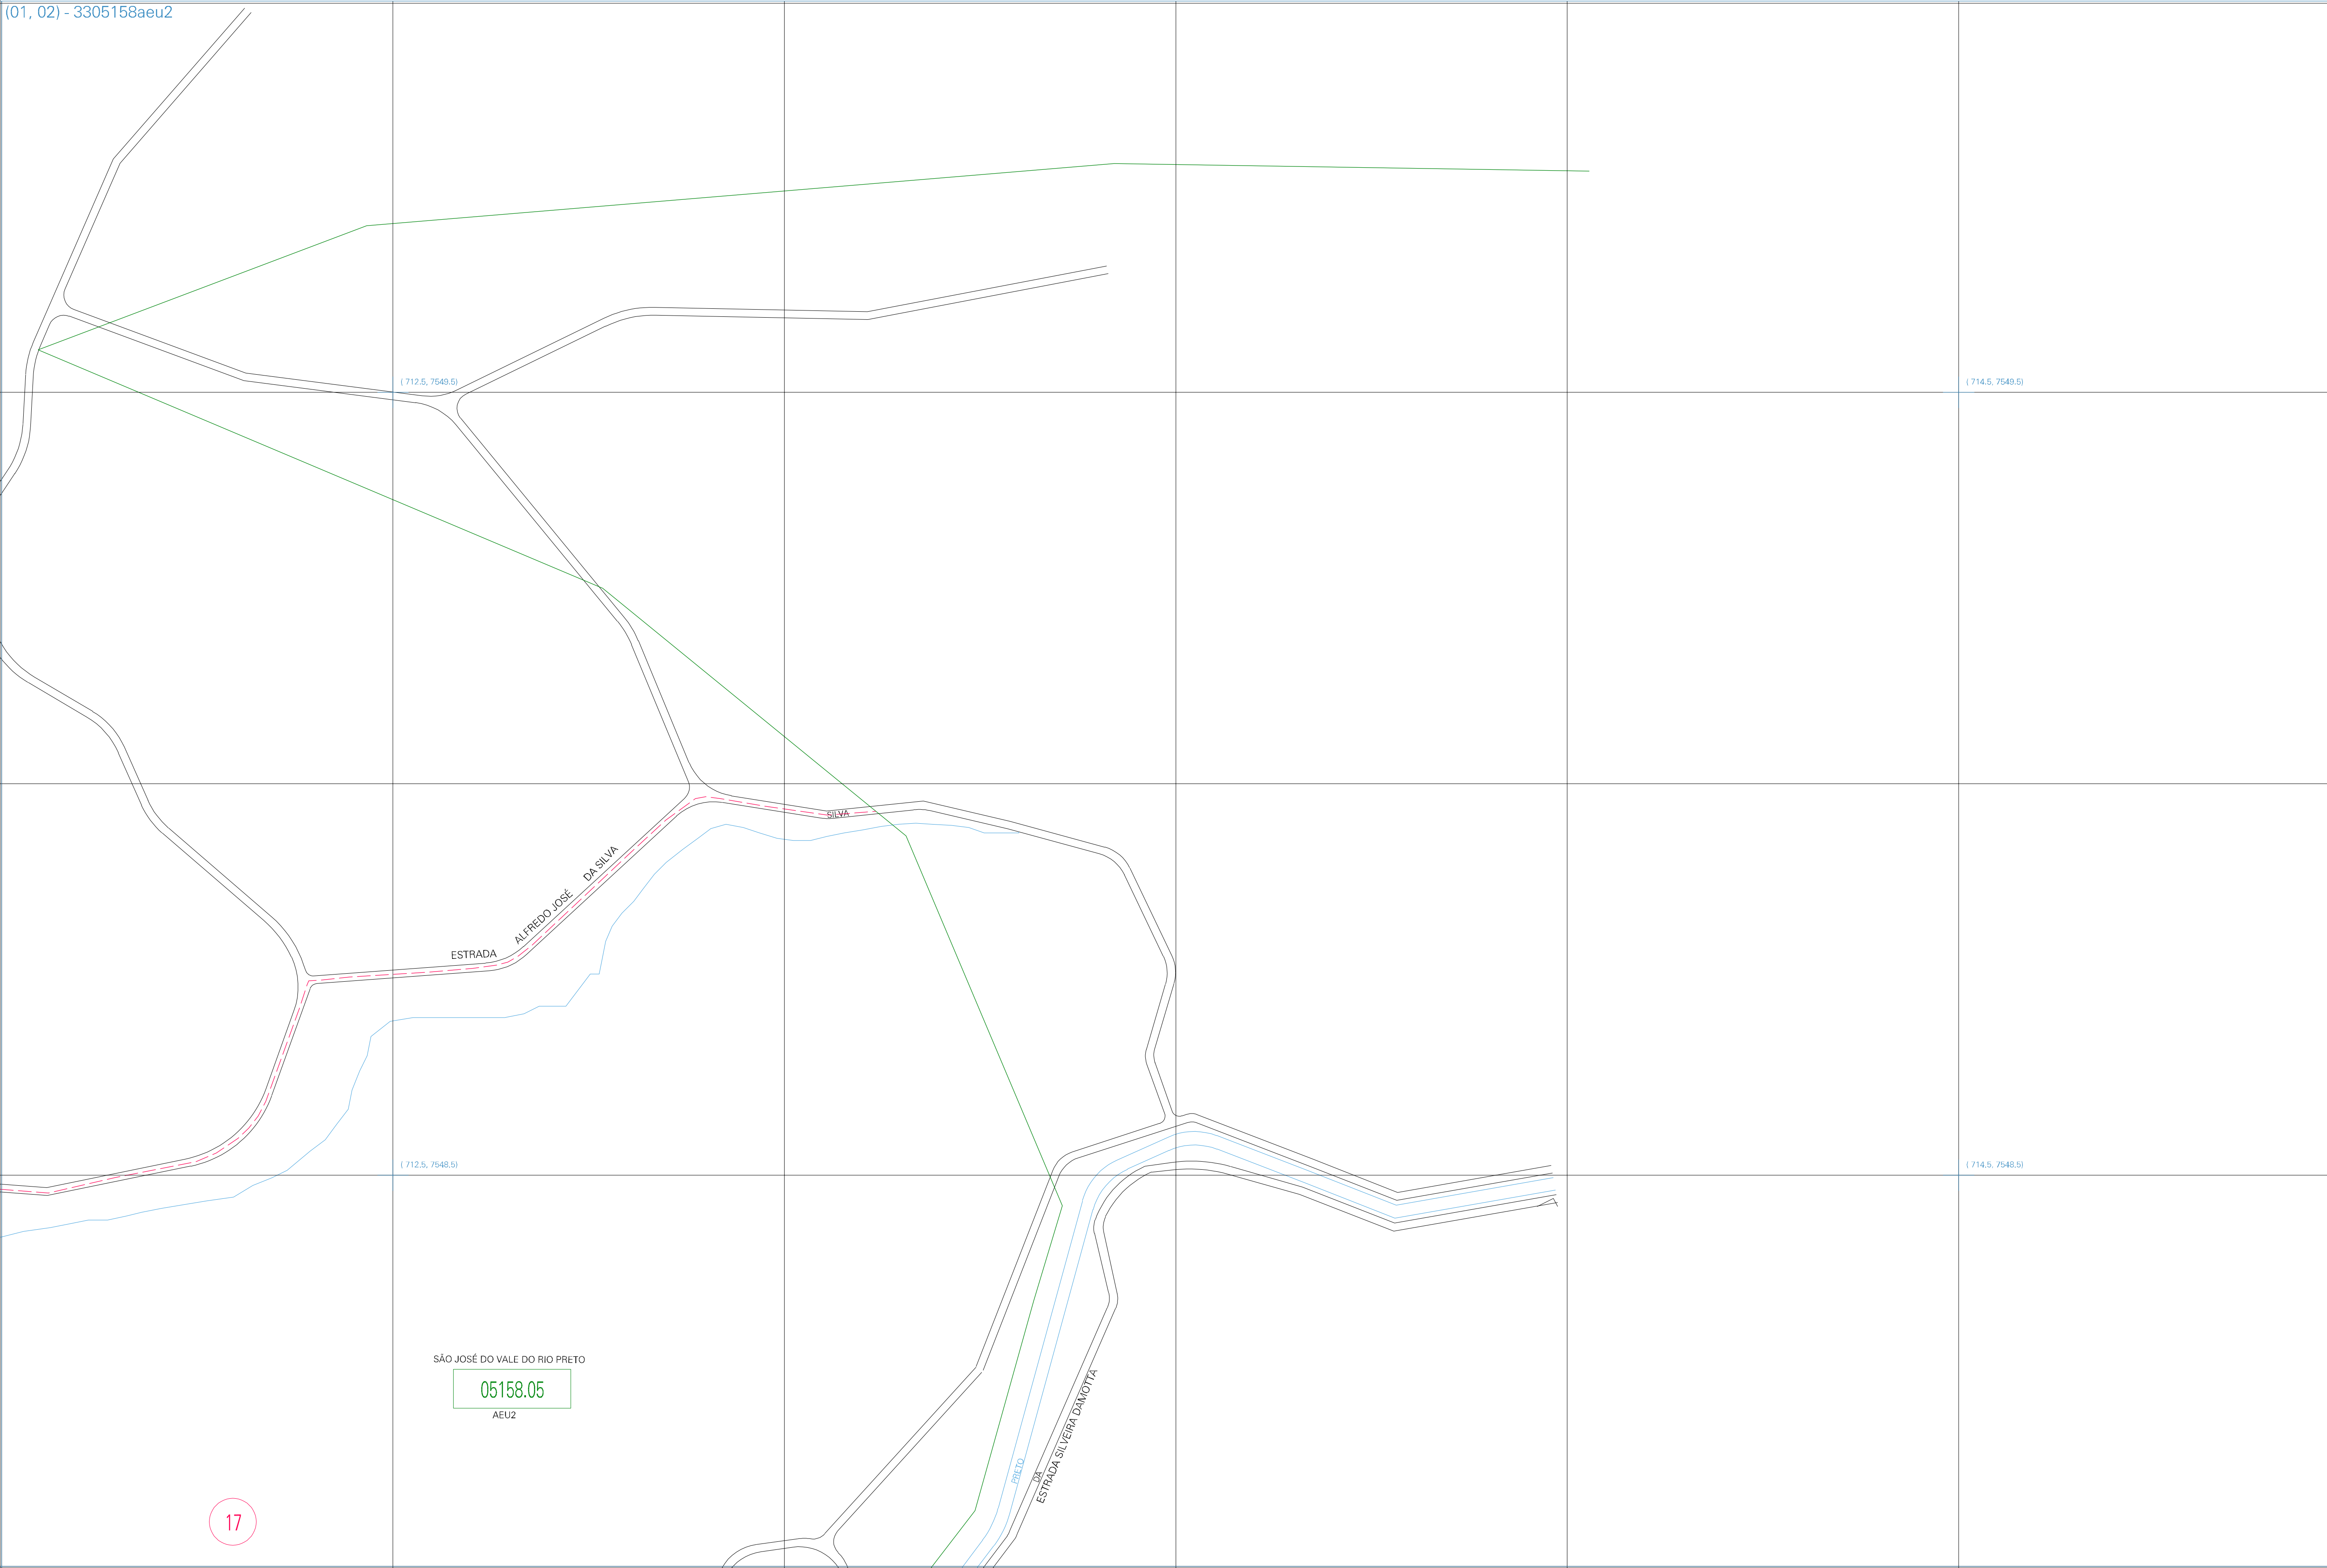 (01, 02) - 3305158aeu2
( 712.5, 7549.5)
( 714.5, 7549.5)
SILVA
ESTRADA ALFREDO JOSÉ DA SILVA
( 712.5, 7548.5)
( 714.5, 7548.5)
SÃO JOSÉ DO VALE DO RIO PRETO
05158.05
AEU2
PRETO
DA
ESTRADA SILVEIRA DAMOTTA
17